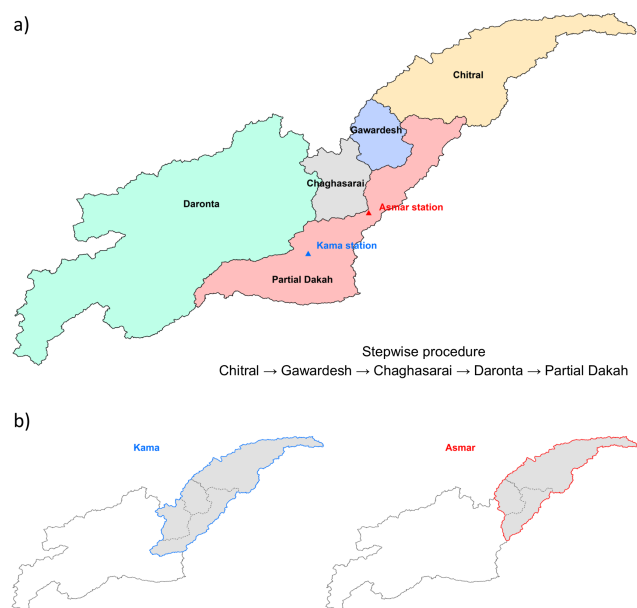 a)
Chitral
Gawardesh
Chaghasarai
Daronta
Asmar station
Kama station
Partial Dakah
Stepwise procedure
Chitral → Gawardesh → Chaghasarai → Daronta → Partial Dakah
b)
Kama
Asmar